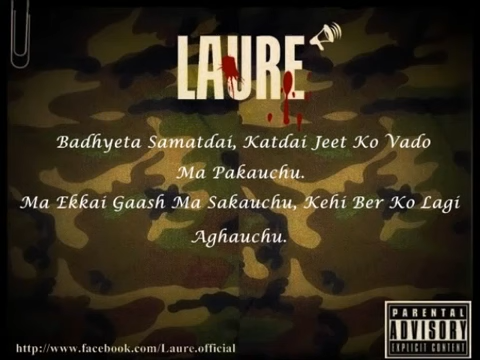 LAURE
Badhyeta Samatdai, Katdai Jeet Ko Vado
Ma Pakauchu.
Ma Ekkai Gaash Ma Sakauchu, Kehi Ber Ko Lagi
Aghauchu.
PARENTAL
ADVISORY
EXPLICIT CONTENT
http://www.facebook.com/Laure.official